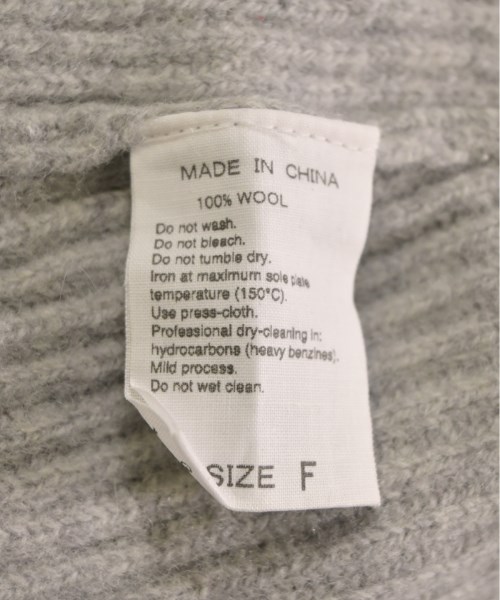 MADE IN CHINA
100% WOOL
Do not wash.
Do not bleach.
Do not tumble dry.
Iron at maximum sole plate
temperature (150°C).
Use press-cloth.
Professional dry-cleaning in:
hydrocarbons (heavy benzines).
Mild process.
Do not wet clean.
SIZE F